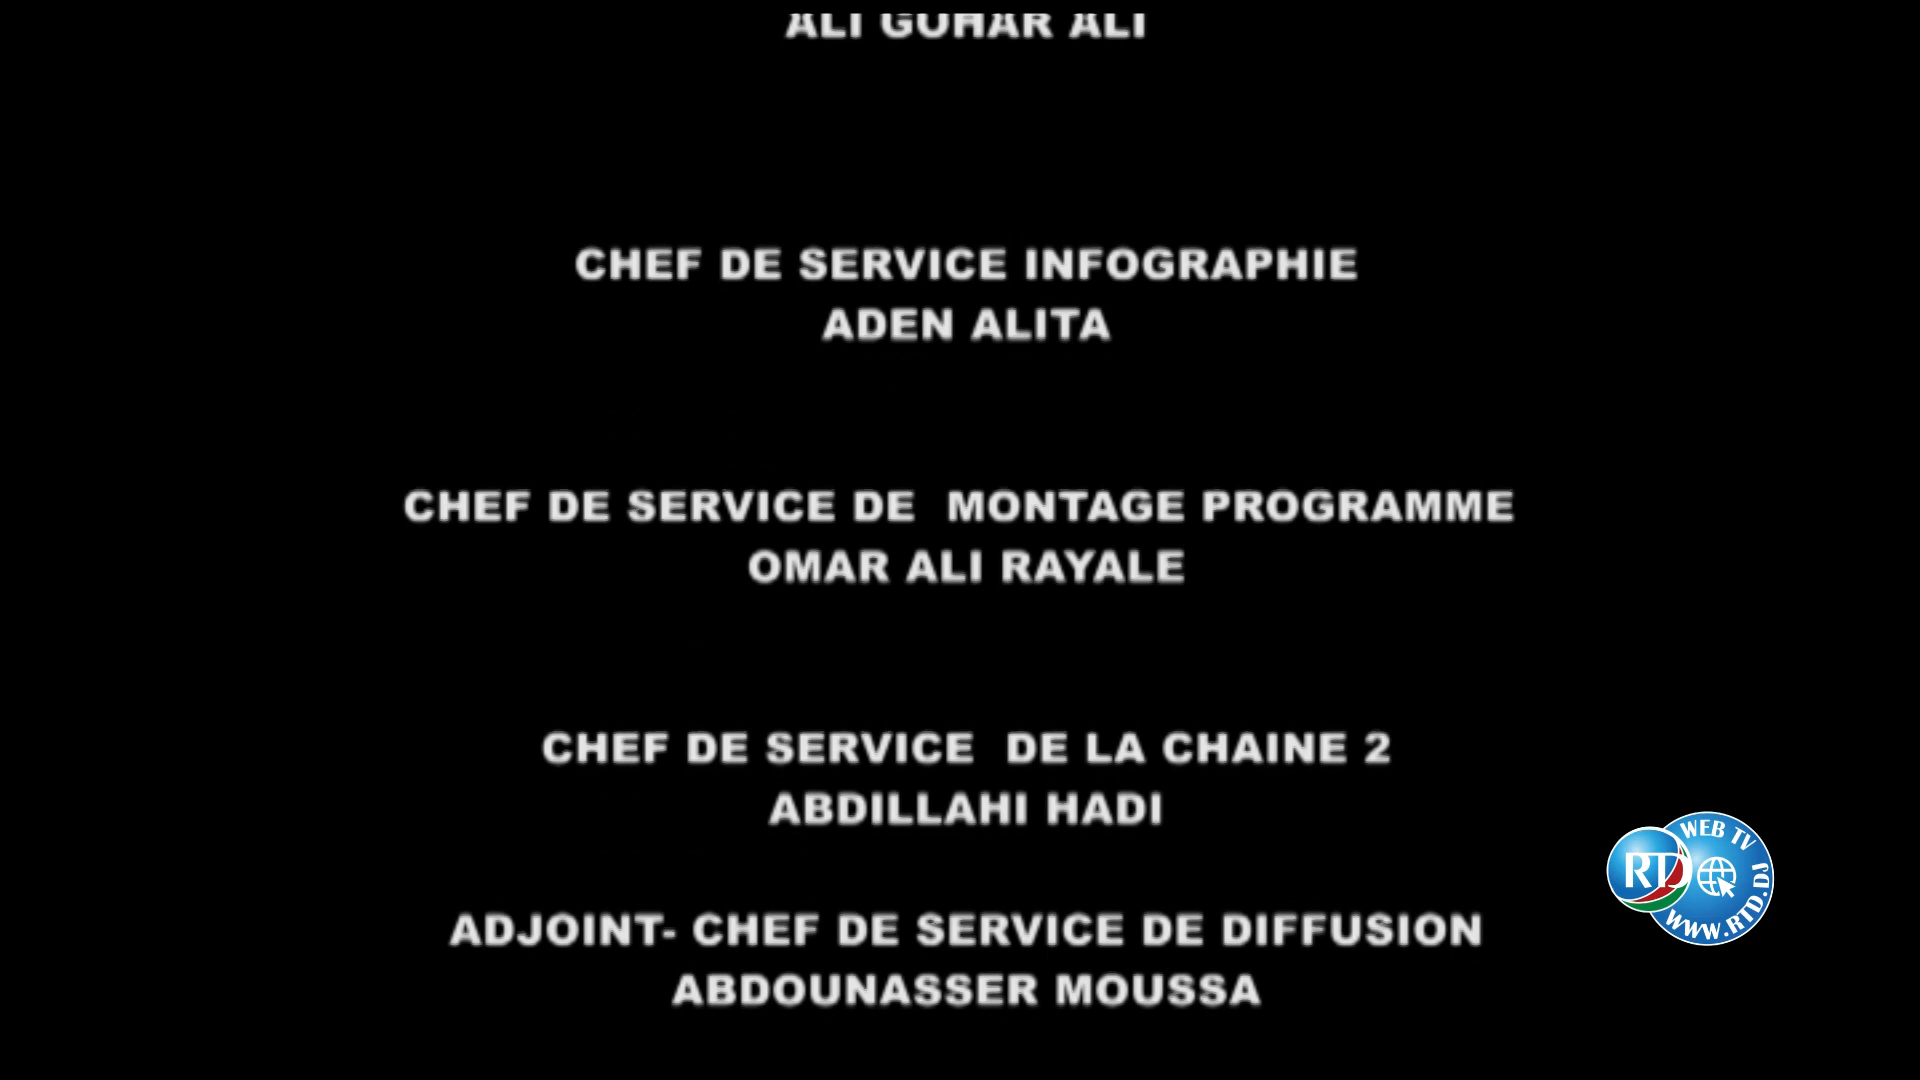 ALI GUHAR ALI
CHEF DE SERVICE INFOGRAPHIE
ADEN ALITA
CHEF DE SERVICE DE  MONTAGE PROGRAMME
OMAR ALI RAYALE
CHEF DE SERVICE  DE LA CHAINE 2
ABDILLAHI HADI
ADJOINT- CHEF DE SERVICE DE DIFFUSION
ABDOUNASSER MOUSSA
RTD
WEB TV
WWW.RTD.DJ